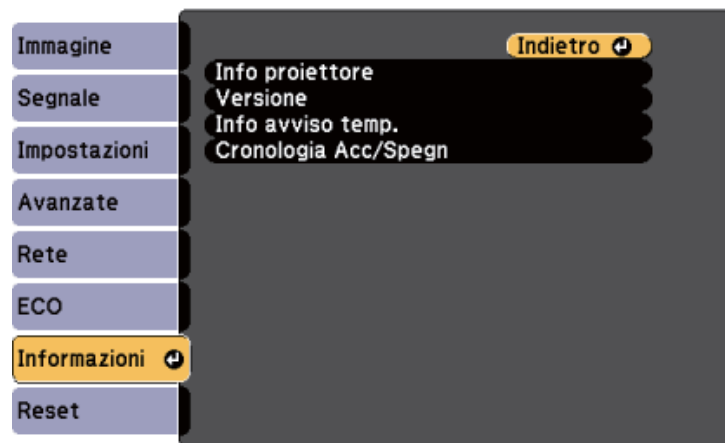 Immagine
Segnale
Impostazioni
Avanzate
Rete
ECO
Informazioni
Reset
Indietro
Info proiettore
Versione
Info avviso temp.
Cronologia Acc/Spegn